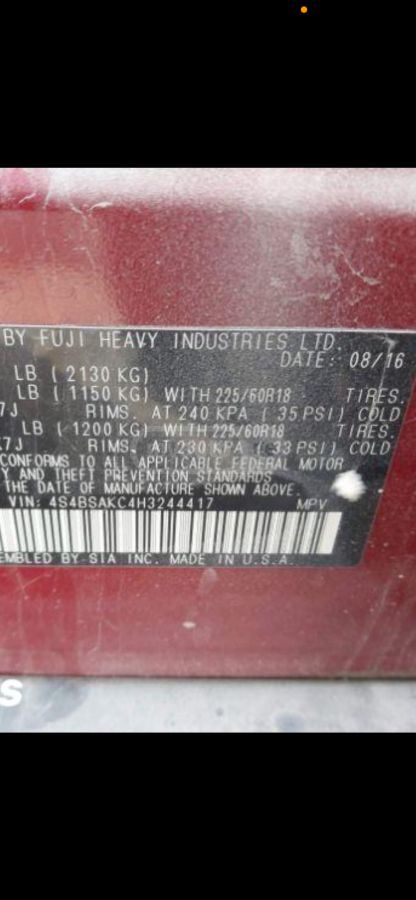 BY FUJI HEAVY INDUSTRIES LTD.
DATE: 08/16
LB ( 2130 KG)
LB ( 1150 KG) WITH 225/60R18 TIRES.
7J RIMS. AT 240 KPA ( 35 PSI) COLD
LB ( 1200 KG) WITH 225/60R18 TIRES.
7J RIMS. AT 230 KPA ( 33 PSI) COLD
CONFORMS TO ALL APPLICABLE FEDERAL MOTOR
AND THEFT PREVENTION STANDARDS
THE DATE OF MANUFACTURE SHOWN ABOVE.
VIN: 4S4BSAKC4H3244417 MPV
EMBLED BY SIA INC. MADE IN U.S.A.
s